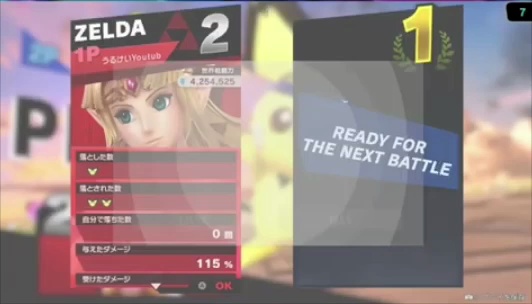 7
ZELDA
2
1P
うるけいYoutub
世界戦闘力
4,254,525
落とした数
落とされた数
自分で落ちた数
0 回
与えたダメージ
115 %
受けたダメージ
OK
1
READY FOR
THE NEXT BATTLE